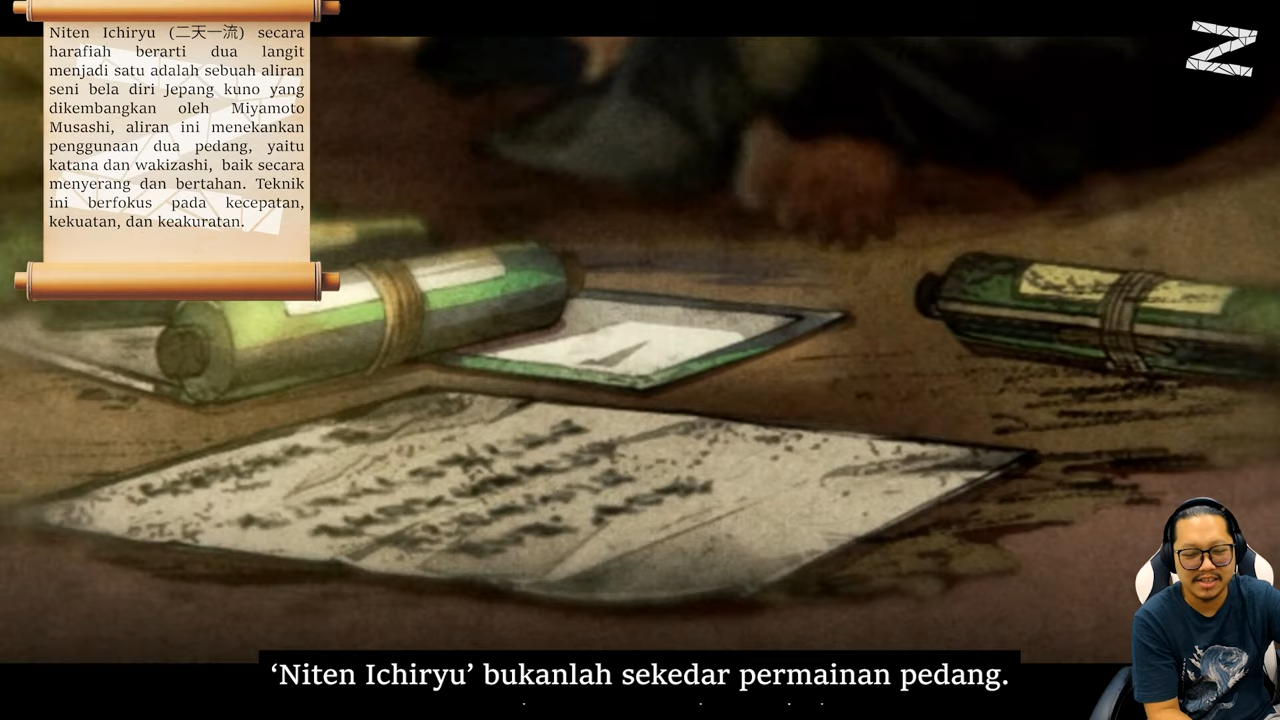 Niten Ichiryu (二天一流) secara
harafiah berarti dua langit
menjadi satu adalah sebuah aliran
seni bela diri Jepang kuno yang
dikembangkan oleh Miyamoto
Musashi, aliran ini menekankan
penggunaan dua pedang, yaitu
katana dan wakizashi, baik secara
menyerang dan bertahan. Teknik
ini berfokus pada kecepatan,
kekuatan, dan keakuratan.
Z
‘Niten Ichiryu’ bukanlah sekedar permainan pedang.